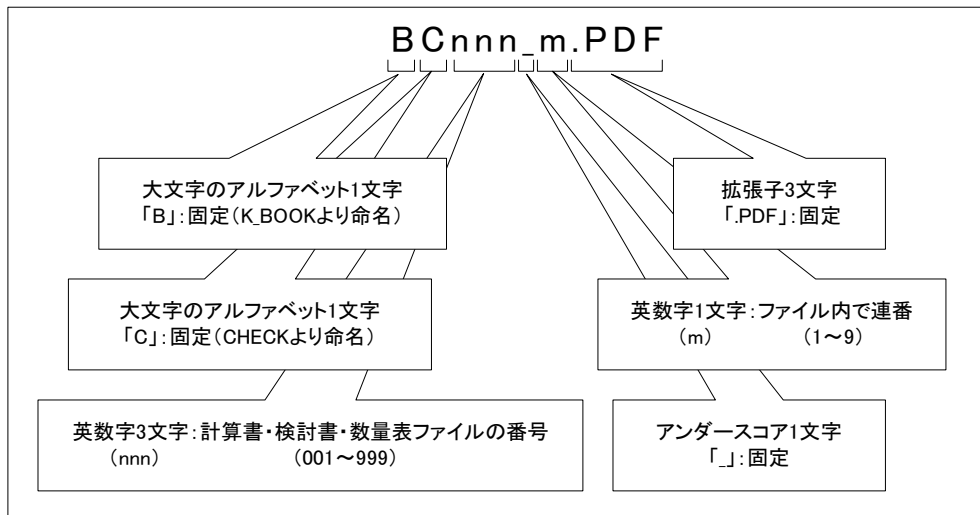 BCnnn_m.PDF
大文字のアルファベット1文字
「B」:固定(K_BOOKより命名)
拡張子3文字
「.PDF」:固定
大文字のアルファベット1文字
「C」:固定(CHECKより命名)
英数字1文字:ファイル内で連番
(m) (1～9)
英数字3文字:計算書・検討書・数量表ファイルの番号
(nnn) (001～999)
アンダースコア1文字
「_」:固定